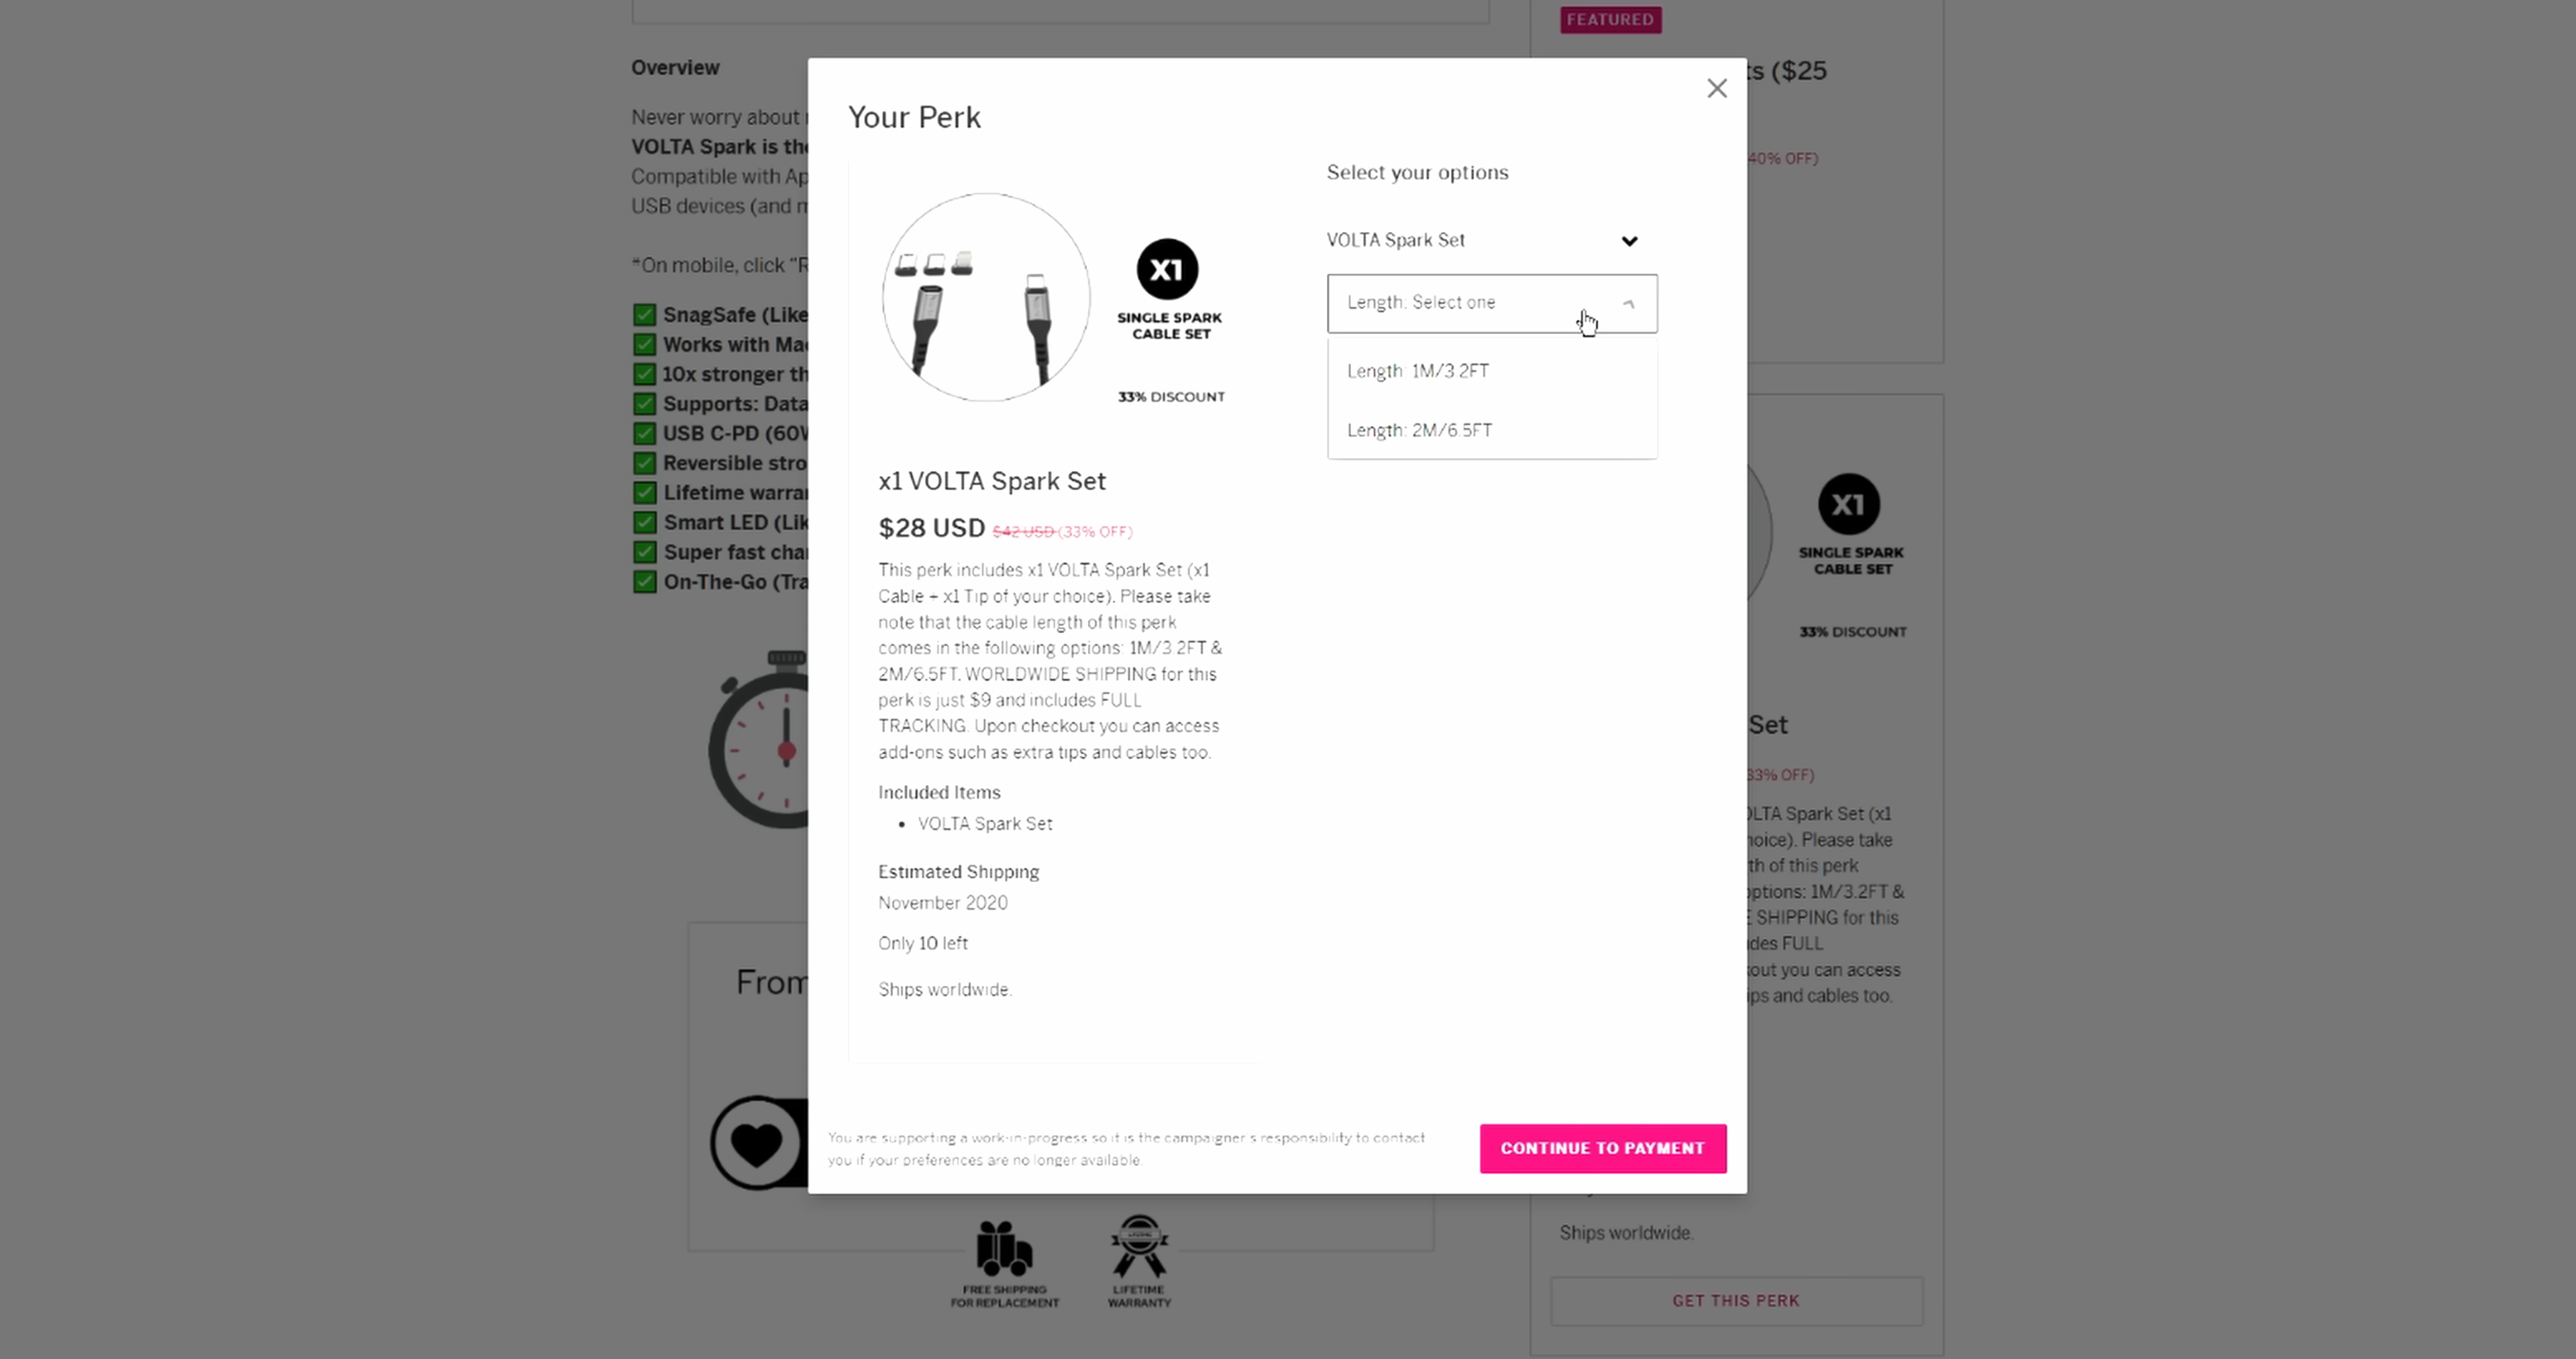 FEATURED
ts ($25
40% OFF)
Overview
Never worry about
VOLTA Spark is the
Compatible with Ap
USB devices (and m
*On mobile, click "R
SnagSafe (Like
Works with Mac
10x stronger th
Supports: Data
USB C-PD (60W
Reversible stro
Lifetime warran
Smart LED (Lik
Super fast char
On-The-Go (Tra
From
Your Perk
X1
SINGLE SPARK
CABLE SET
33% DISCOUNT
x1 VOLTA Spark Set
$28 USD $42 USD (33% OFF)
This perk includes x1 VOLTA Spark Set (x1
Cable + x1 Tip of your choice). Please take
note that the cable length of this perk
comes in the following options: 1M/3.2FT &
2M/6.5FT. WORLDWIDE SHIPPING for this
perk is just $9 and includes FULL
TRACKING. Upon checkout you can access
add-ons such as extra tips and cables too.
Included Items
• VOLTA Spark Set
Estimated Shipping
November 2020
Only 10 left
Ships worldwide.
Select your options
VOLTA Spark Set
Length: Select one
Length: 1M/3.2FT
Length: 2M/6.5FT
You are supporting a work-in-progress so it is the campaigner's responsibility to contact
you if your preferences are no longer available.
CONTINUE TO PAYMENT
X1
SINGLE SPARK
CABLE SET
33% DISCOUNT
Set
33% OFF)
OLTA Spark Set (x1
hoice). Please take
th of this perk
options: 1M/3.2FT &
E SHIPPING for this
udes FULL
kout you can access
ips and cables too.
Ships worldwide.
GET THIS PERK
FREE SHIPPING
FOR REPLACEMENT
LIFETIME
WARRANTY